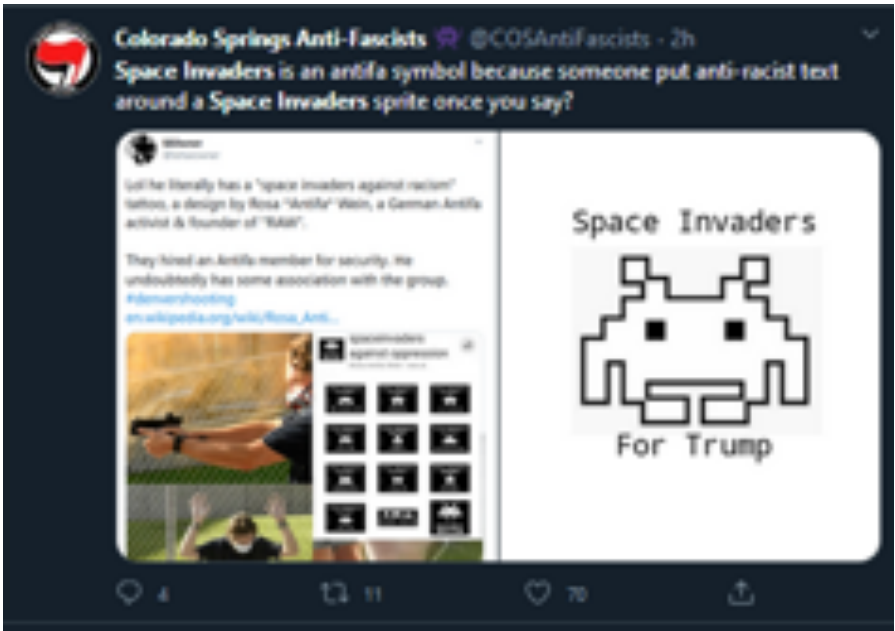 Colorado Springs Anti-Fascists @COSAntiFascists · 2h
Space Invaders is an antifa symbol because someone put anti-racist text
around a Space Invaders sprite once you say?
Lol he literally has a "space invaders against racism"
tattoo, a design by Rosa "Antifa" Wein, a German Antifa
activist & founder of "RAW".
They hired an Antifa member for security. He
undoubtedly has some association with the group.
#denvershooting
en.wikipedia.org/wiki/Rosa_Anti...
spaceinvaders
against oppression
Space Invaders
For Trump
4
11
70